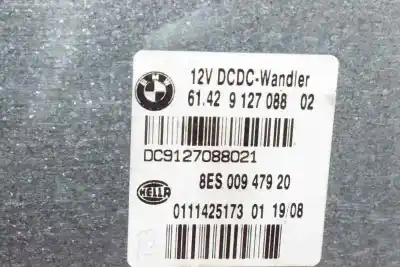 BMW
12V DCDC-Wandler
61.42 9 127 088 02
DC9127088021
8ES 009 479 20
HELLA
0111425173 01 19/08